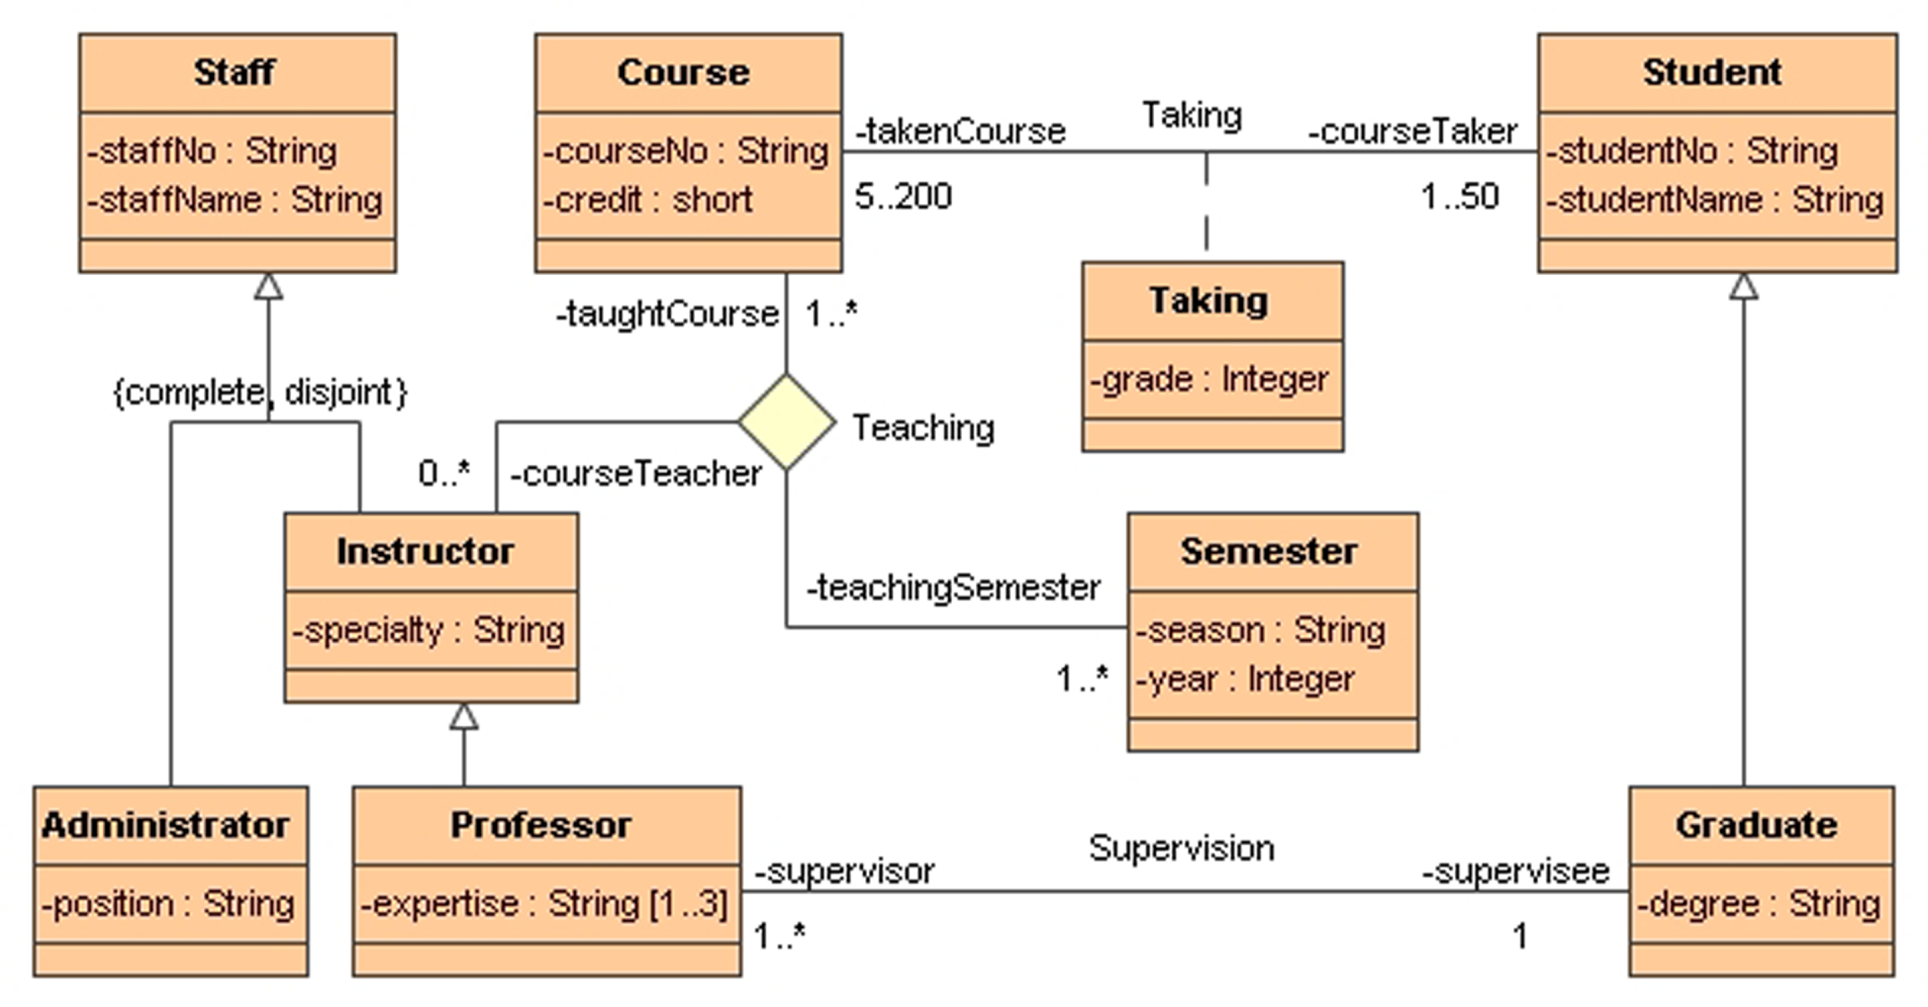 Staff
-staffNo : String
-staffName : String
Course
-courseNo : String
-credit : short
-takenCourse
Taking
-courseTaker
5..200
1..50
Student
-studentNo : String
-studentName : String
Taking
-grade : Integer
-taughtCourse
1..*
{complete, disjoint}
Teaching
0..*
-courseTeacher
Instructor
-specialty : String
-teachingSemester
1..*
Semester
-season : String
-year : Integer
Administrator
-position : String
Professor
-expertise : String [1..3]
-supervisor
Supervision
-supervisee
1..*
1
Graduate
-degree : String